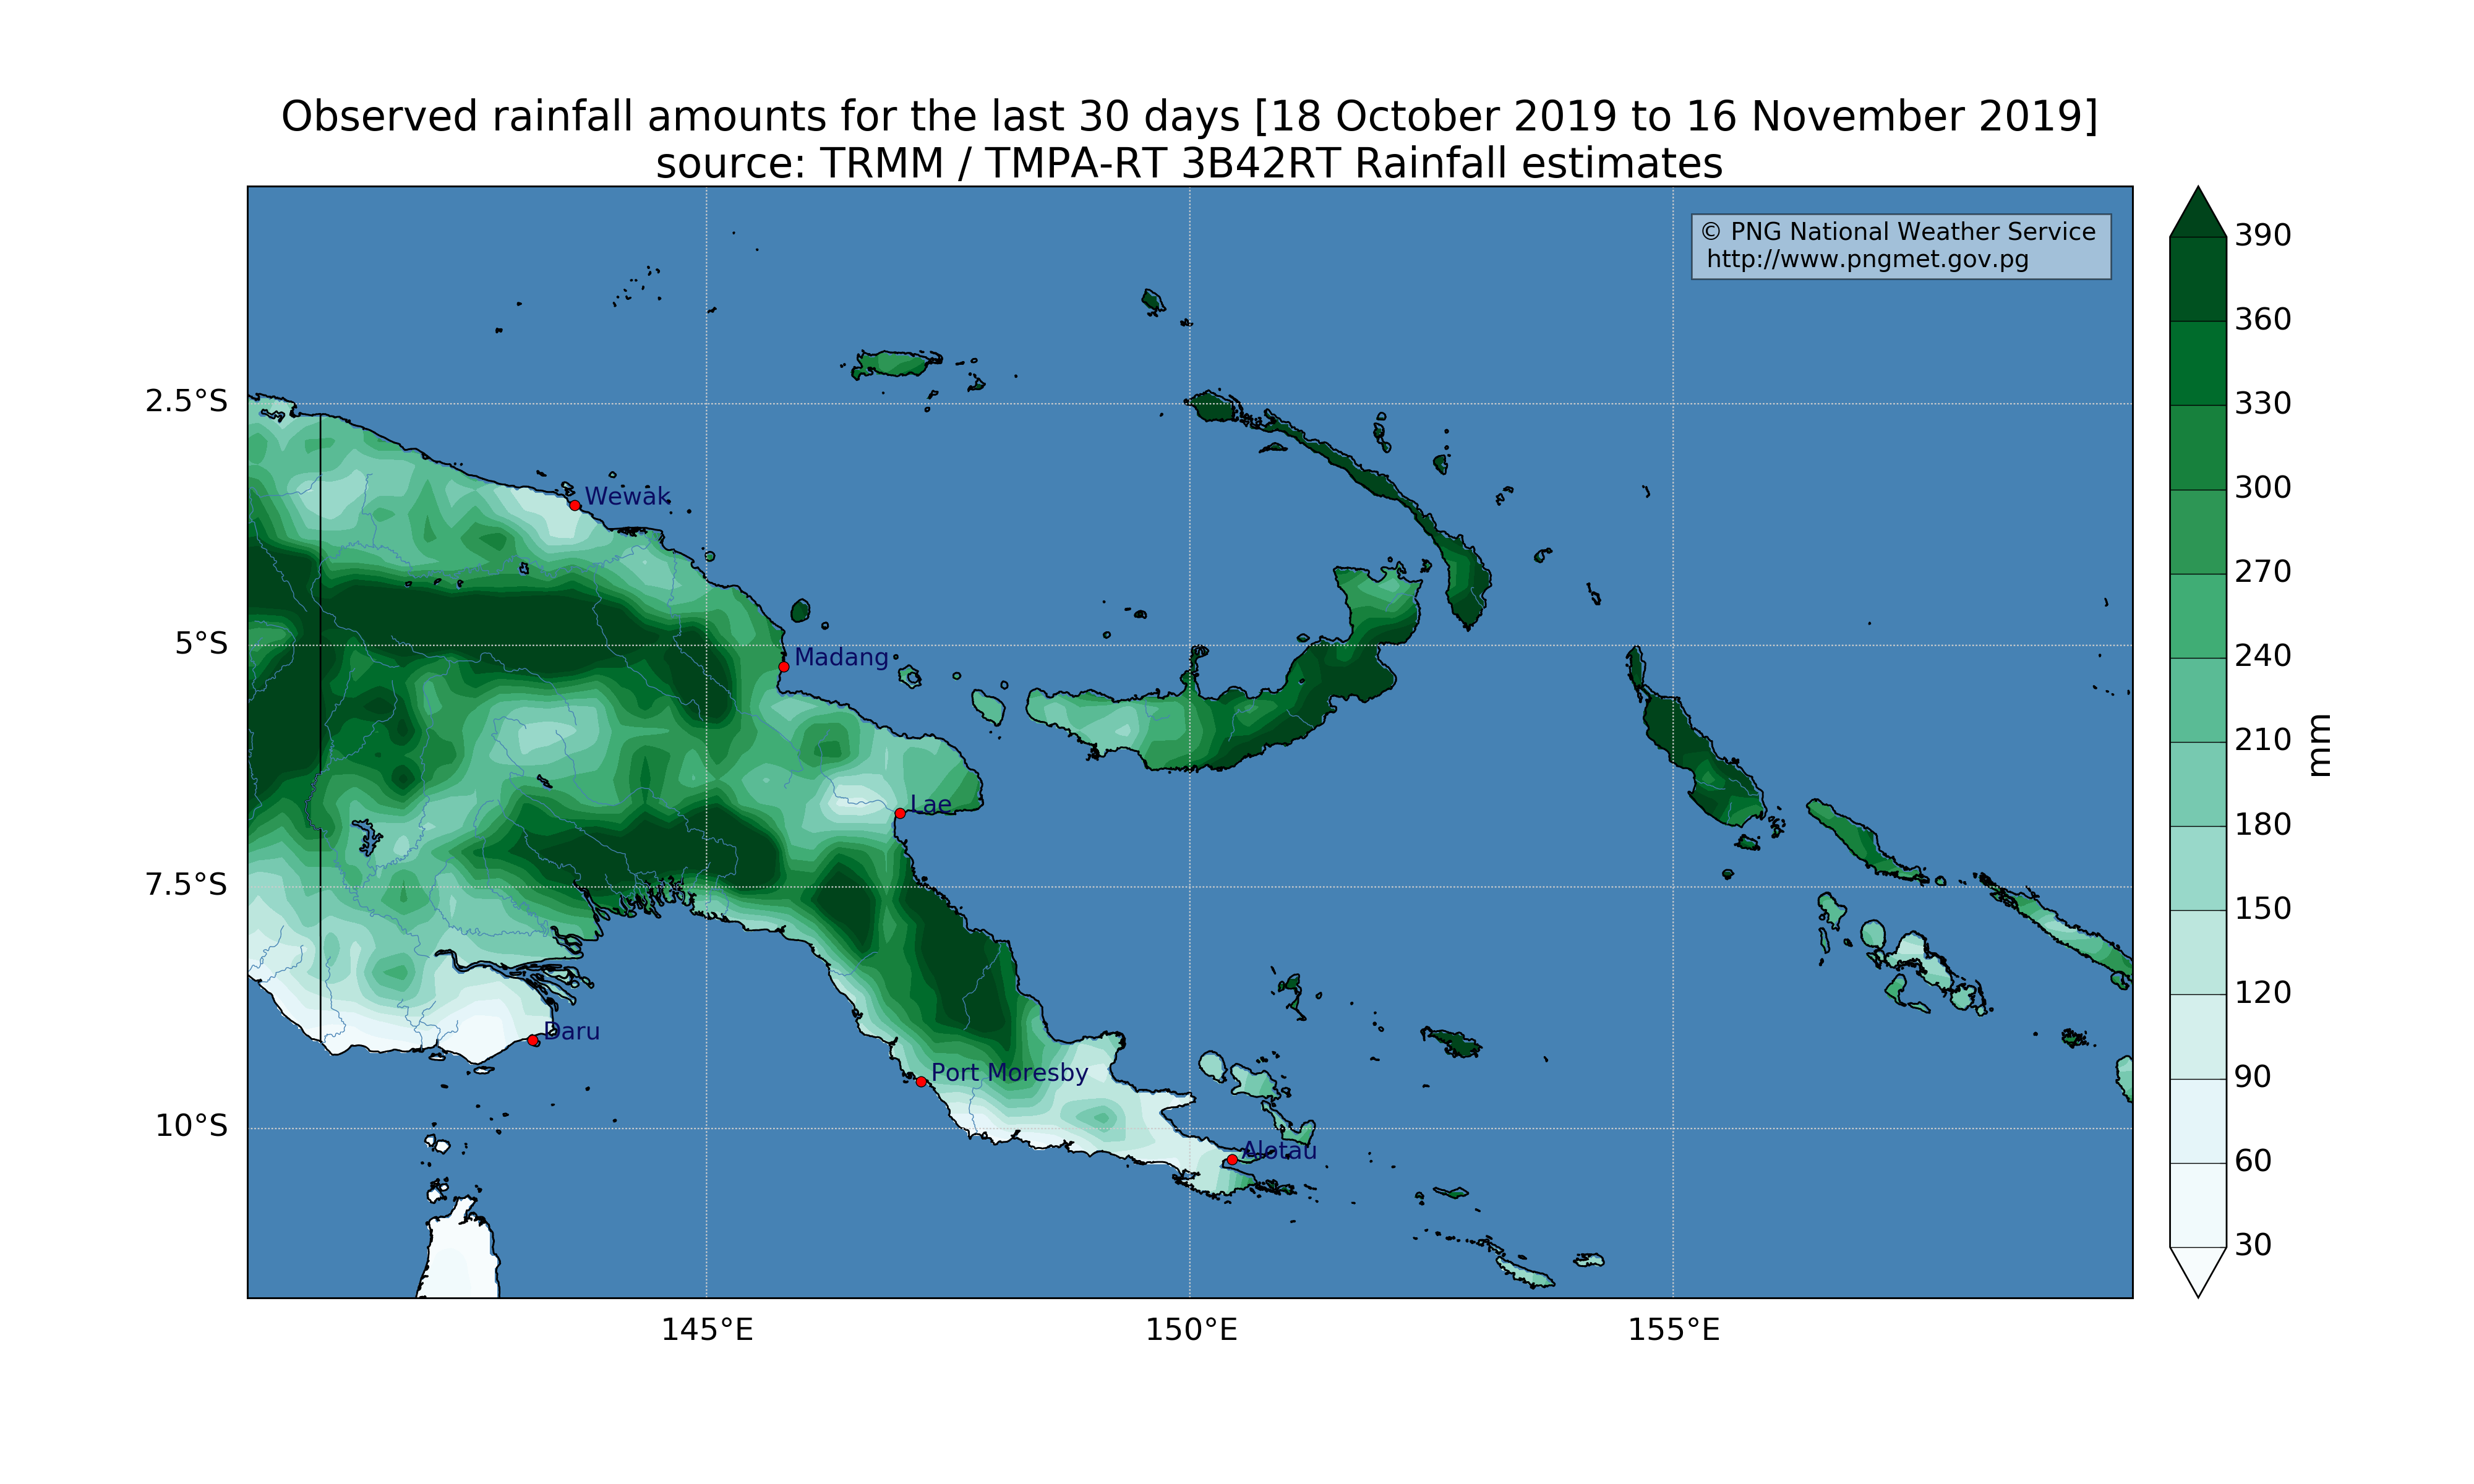 Observed rainfall amounts for the last 30 days [18 October 2019 to 16 November 2019]
source: TRMM / TMPA-RT 3B42RT Rainfall estimates
© PNG National Weather Service
http://www.pngmet.gov.pg
390
360
330
300
270
240
210
180
150
120
90
60
30
mm
2.5°S
5°S
7.5°S
10°S
Wewak
Madang
Lae
Daru
Port Moresby
Alotau
145°E
150°E
155°E